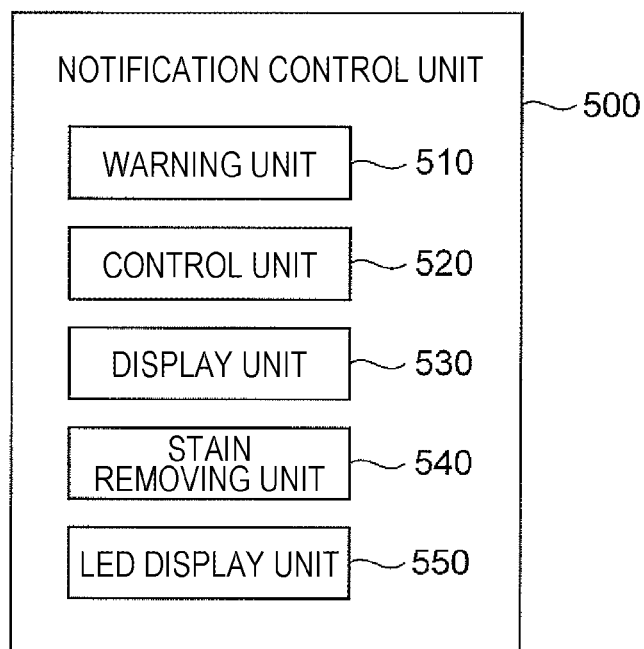 NOTIFICATION CONTROL UNIT
500
WARNING UNIT
510
CONTROL UNIT
520
DISPLAY UNIT
530
STAIN
REMOVING UNIT
540
LED DISPLAY UNIT
550